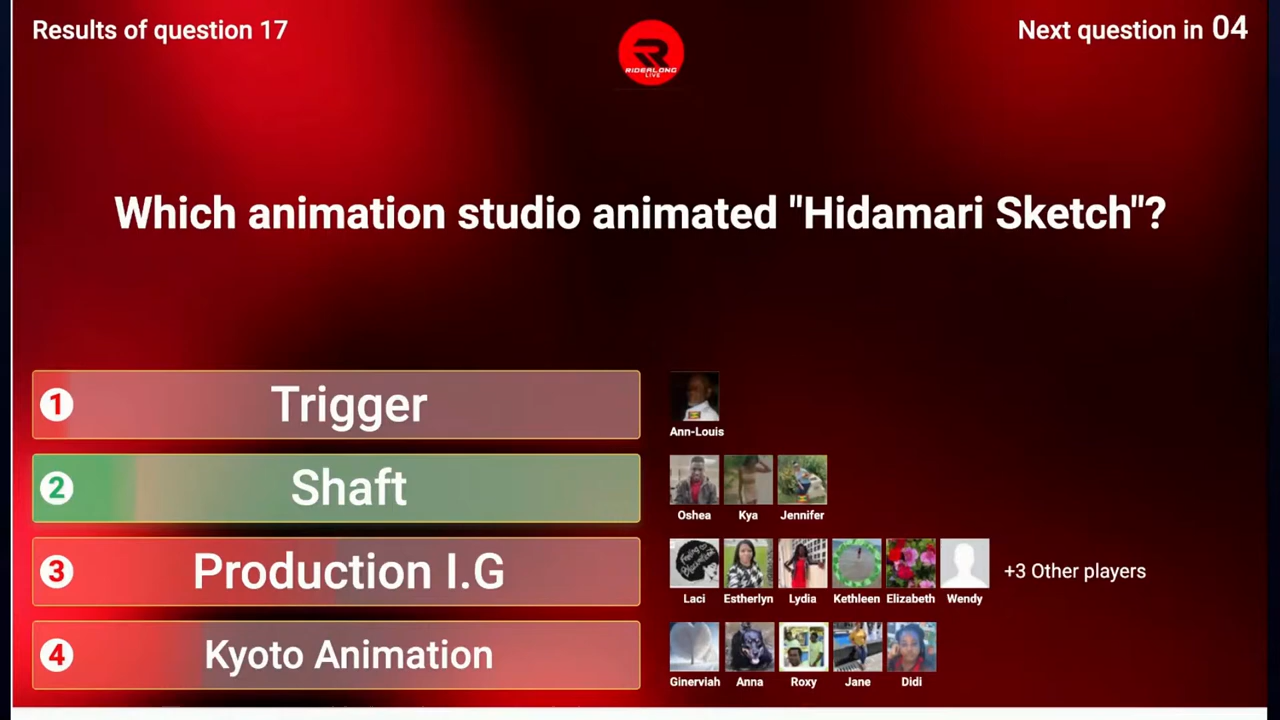 Results of question 17
RIDEALONG
LIVE
Next question in 04
Which animation studio animated "Hidamari Sketch"?
1 Trigger
Ann-Louis
2 Shaft
Oshea Kya Jennifer
3 Production I.G
Laci Estherlyn Lydia Kethleen Elizabeth Wendy
+3 Other players
4 Kyoto Animation
Ginerviah Anna Roxy Jane Didi